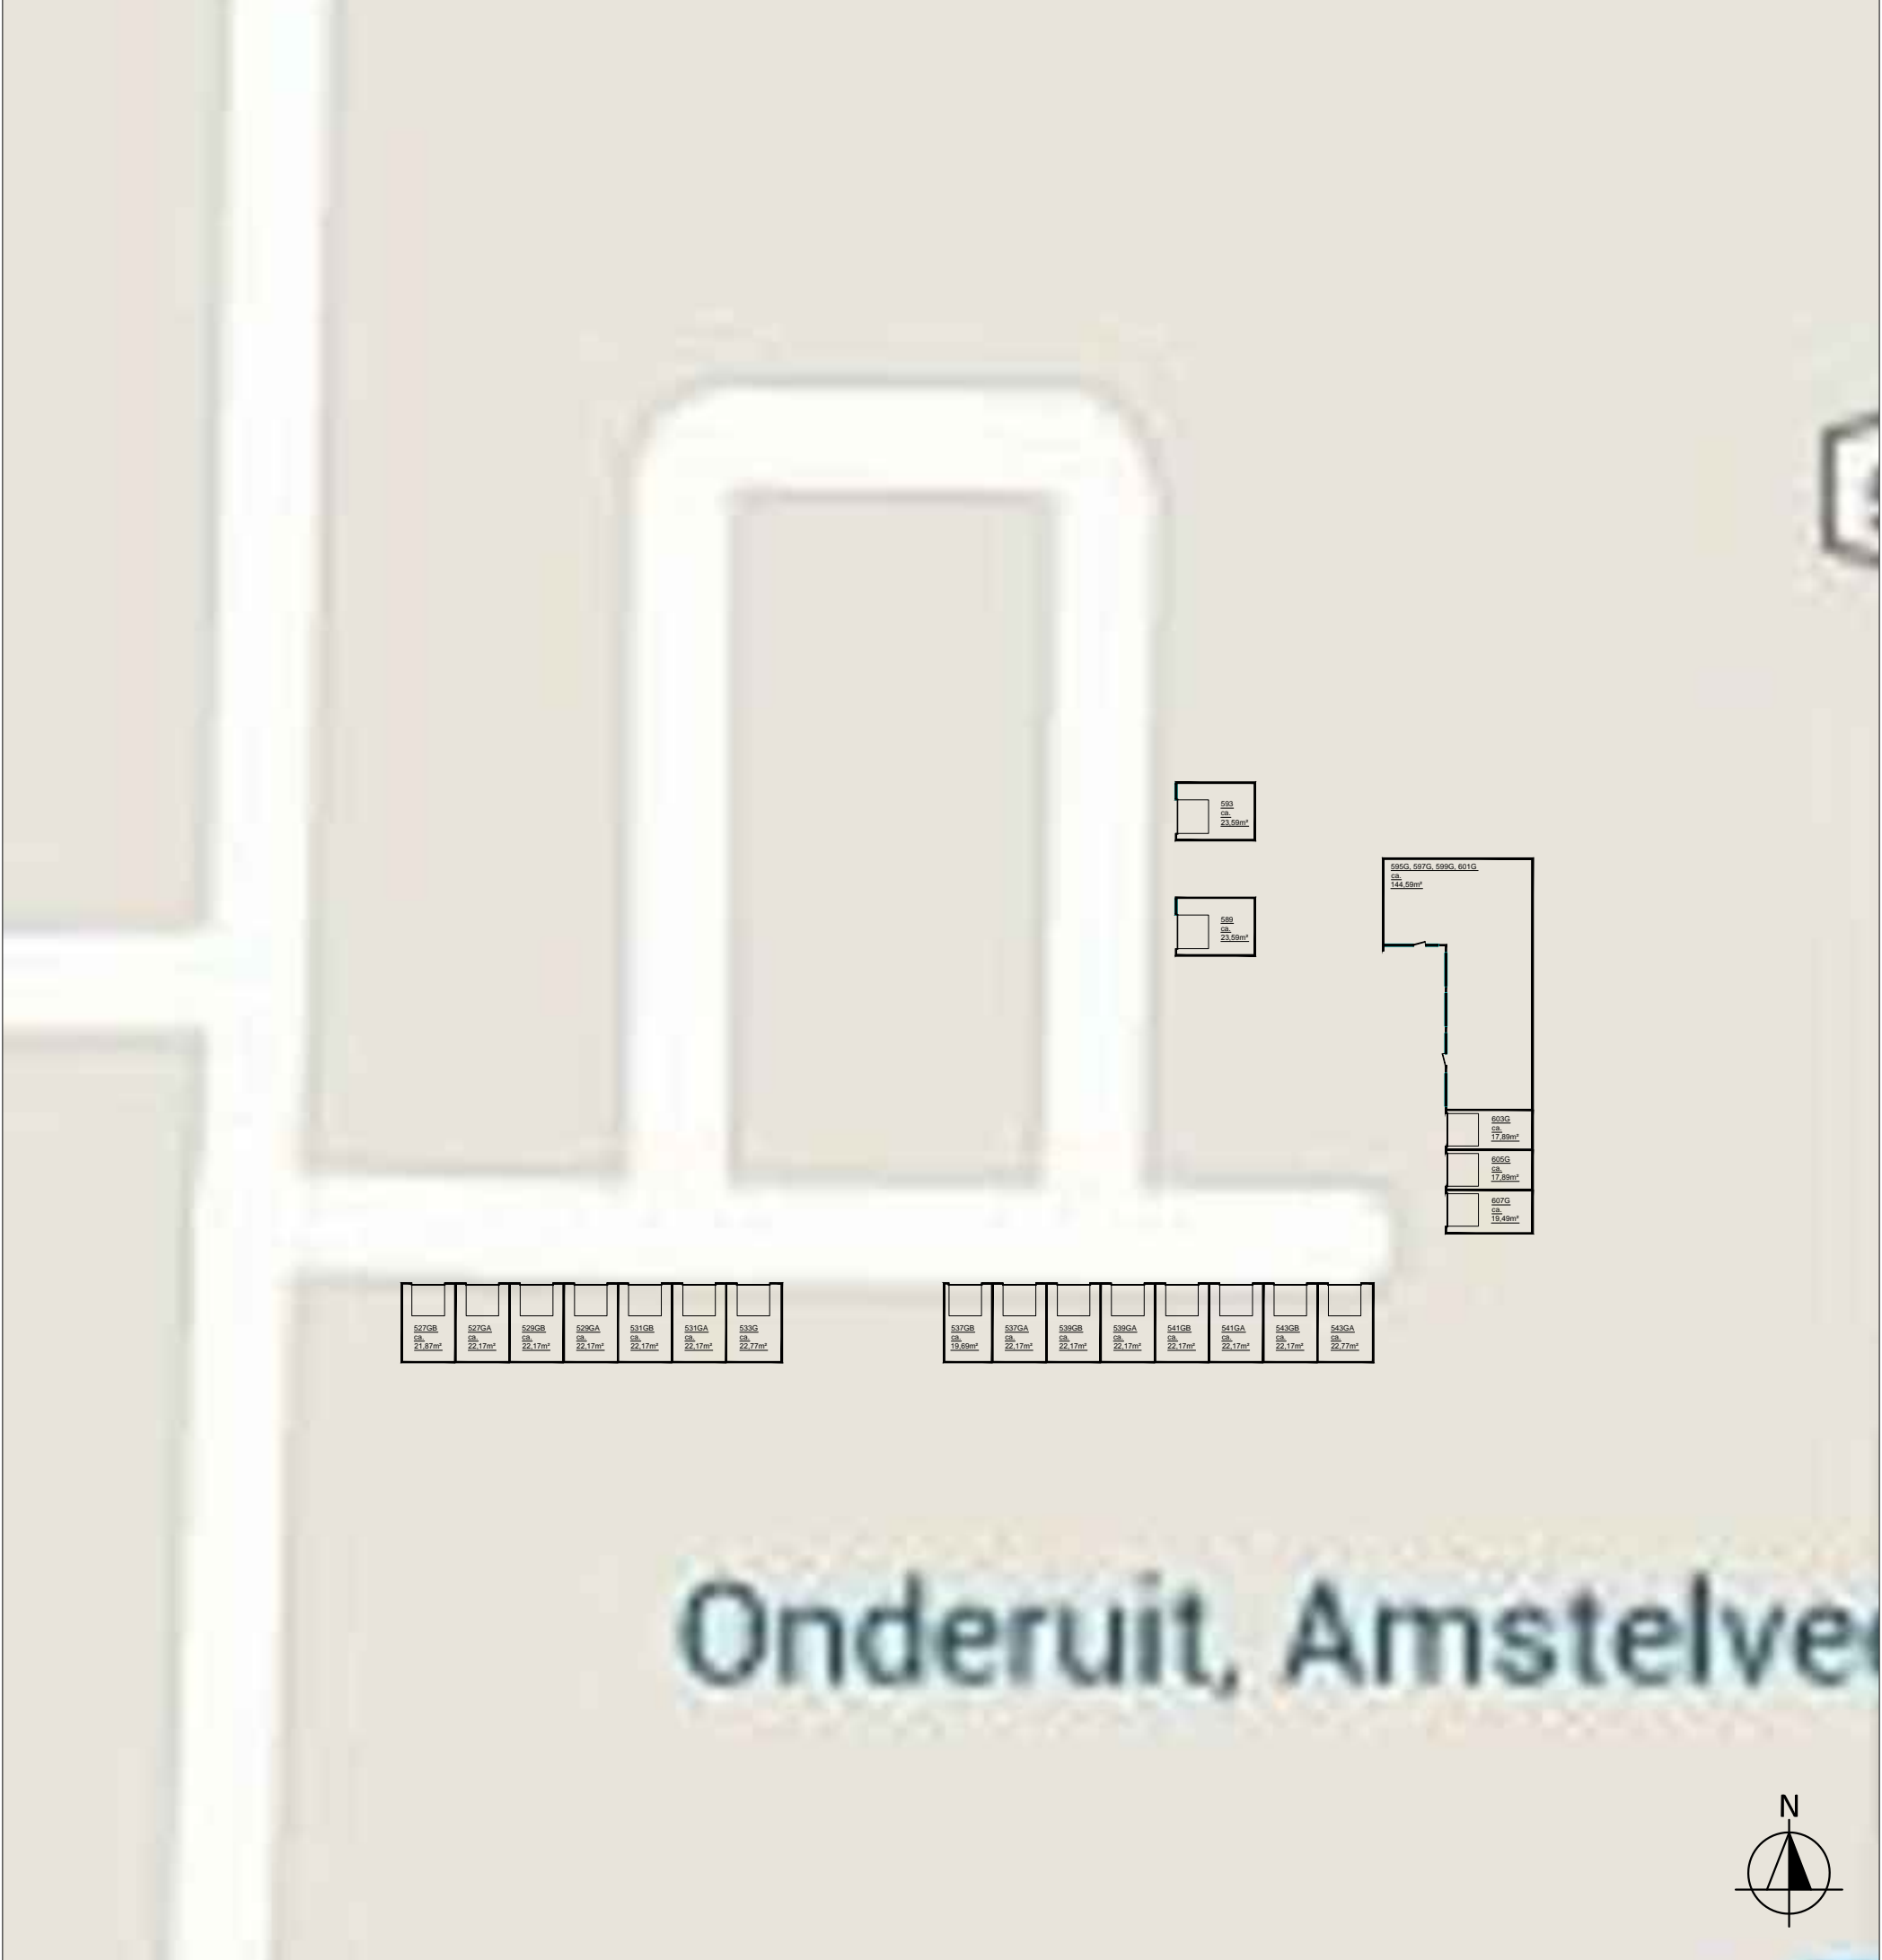 593
ca.
23,59m²
595G, 597G, 599G, 601G
ca.
144,59m²
589
ca.
23,59m²
603G
ca.
17,89m²
605G
ca.
17,89m²
607G
ca.
19,49m²
527GB
ca.
21,87m²
527GA
ca.
22,17m²
529GB
ca.
22,17m²
529GA
ca.
22,17m²
531GB
ca.
22,17m²
531GA
ca.
22,17m²
533G
ca.
22,77m²
537GB
ca.
19,69m²
537GA
ca.
22,17m²
539GB
ca.
22,17m²
539GA
ca.
22,17m²
541GB
ca.
22,17m²
541GA
ca.
22,17m²
543GB
ca.
22,17m²
543GA
ca.
22,77m²
Onderuit, Amstelvee
N